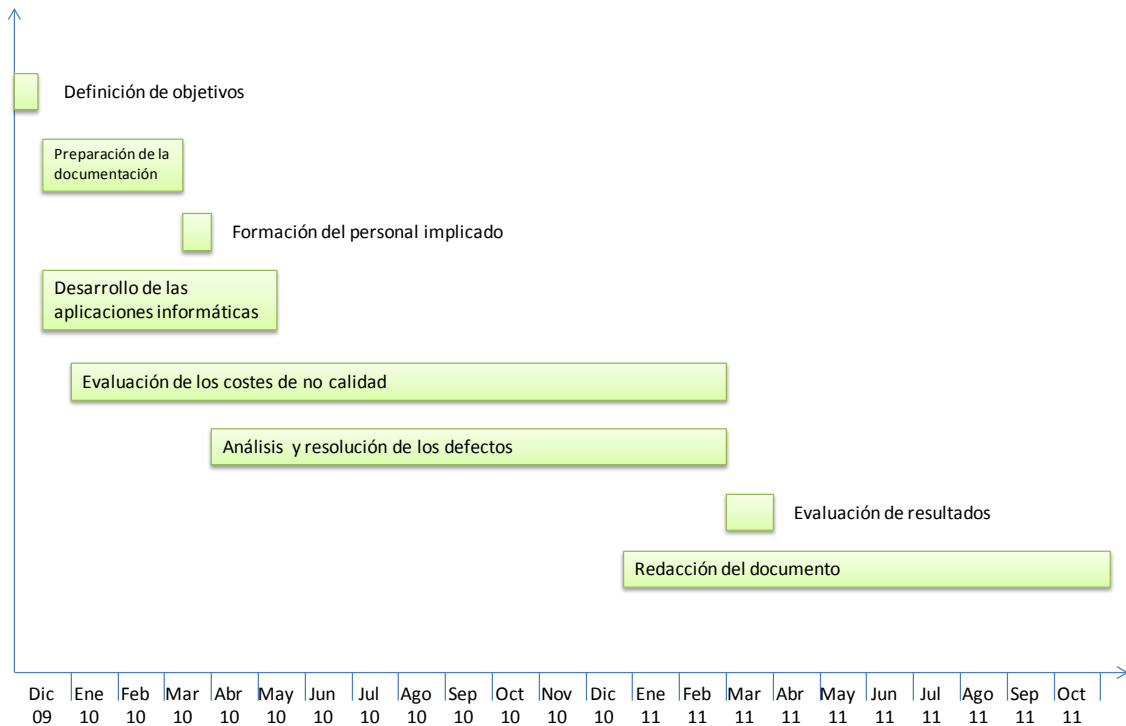 Definición de objetivos
Preparación de la
documentación
Formación del personal implicado
Desarrollo de las
aplicaciones informáticas
Evaluación de los costes de no calidad
Análisis y resolución de los defectos
Evaluación de resultados
Redacción del documento
Dic Ene Feb Mar Abr May Jun Jul Ago Sep Oct Nov Dic Ene Feb Mar Abr May Jun Jul Ago Sep Oct
09 10 10 10 10 10 10 10 10 10 10 10 10 11 11 11 11 11 11 11 11 11 11